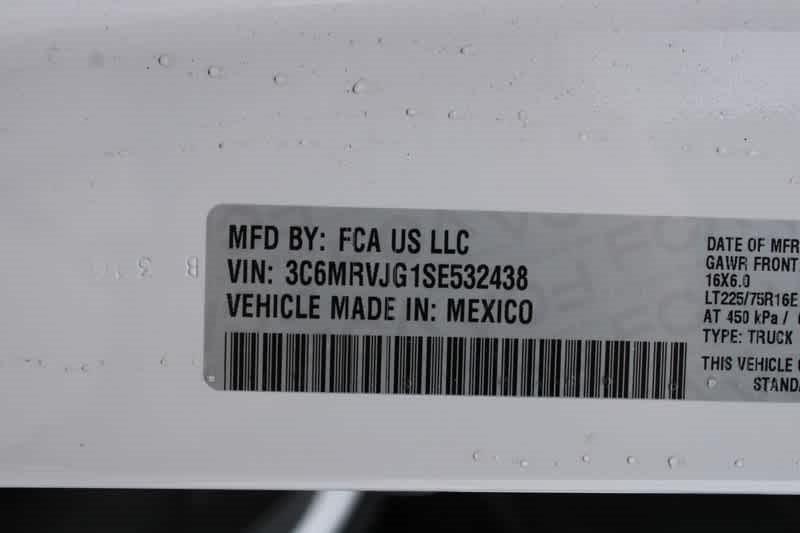 MFD BY: FCA US LLC
VIN: 3C6MRVJG1SE532438
VEHICLE MADE IN: MEXICO
DATE OF MFR
GAWR FRONT
16X6.0
LT225/75R16E
AT 450 kPa /
TYPE: TRUCK
THIS VEHICLE